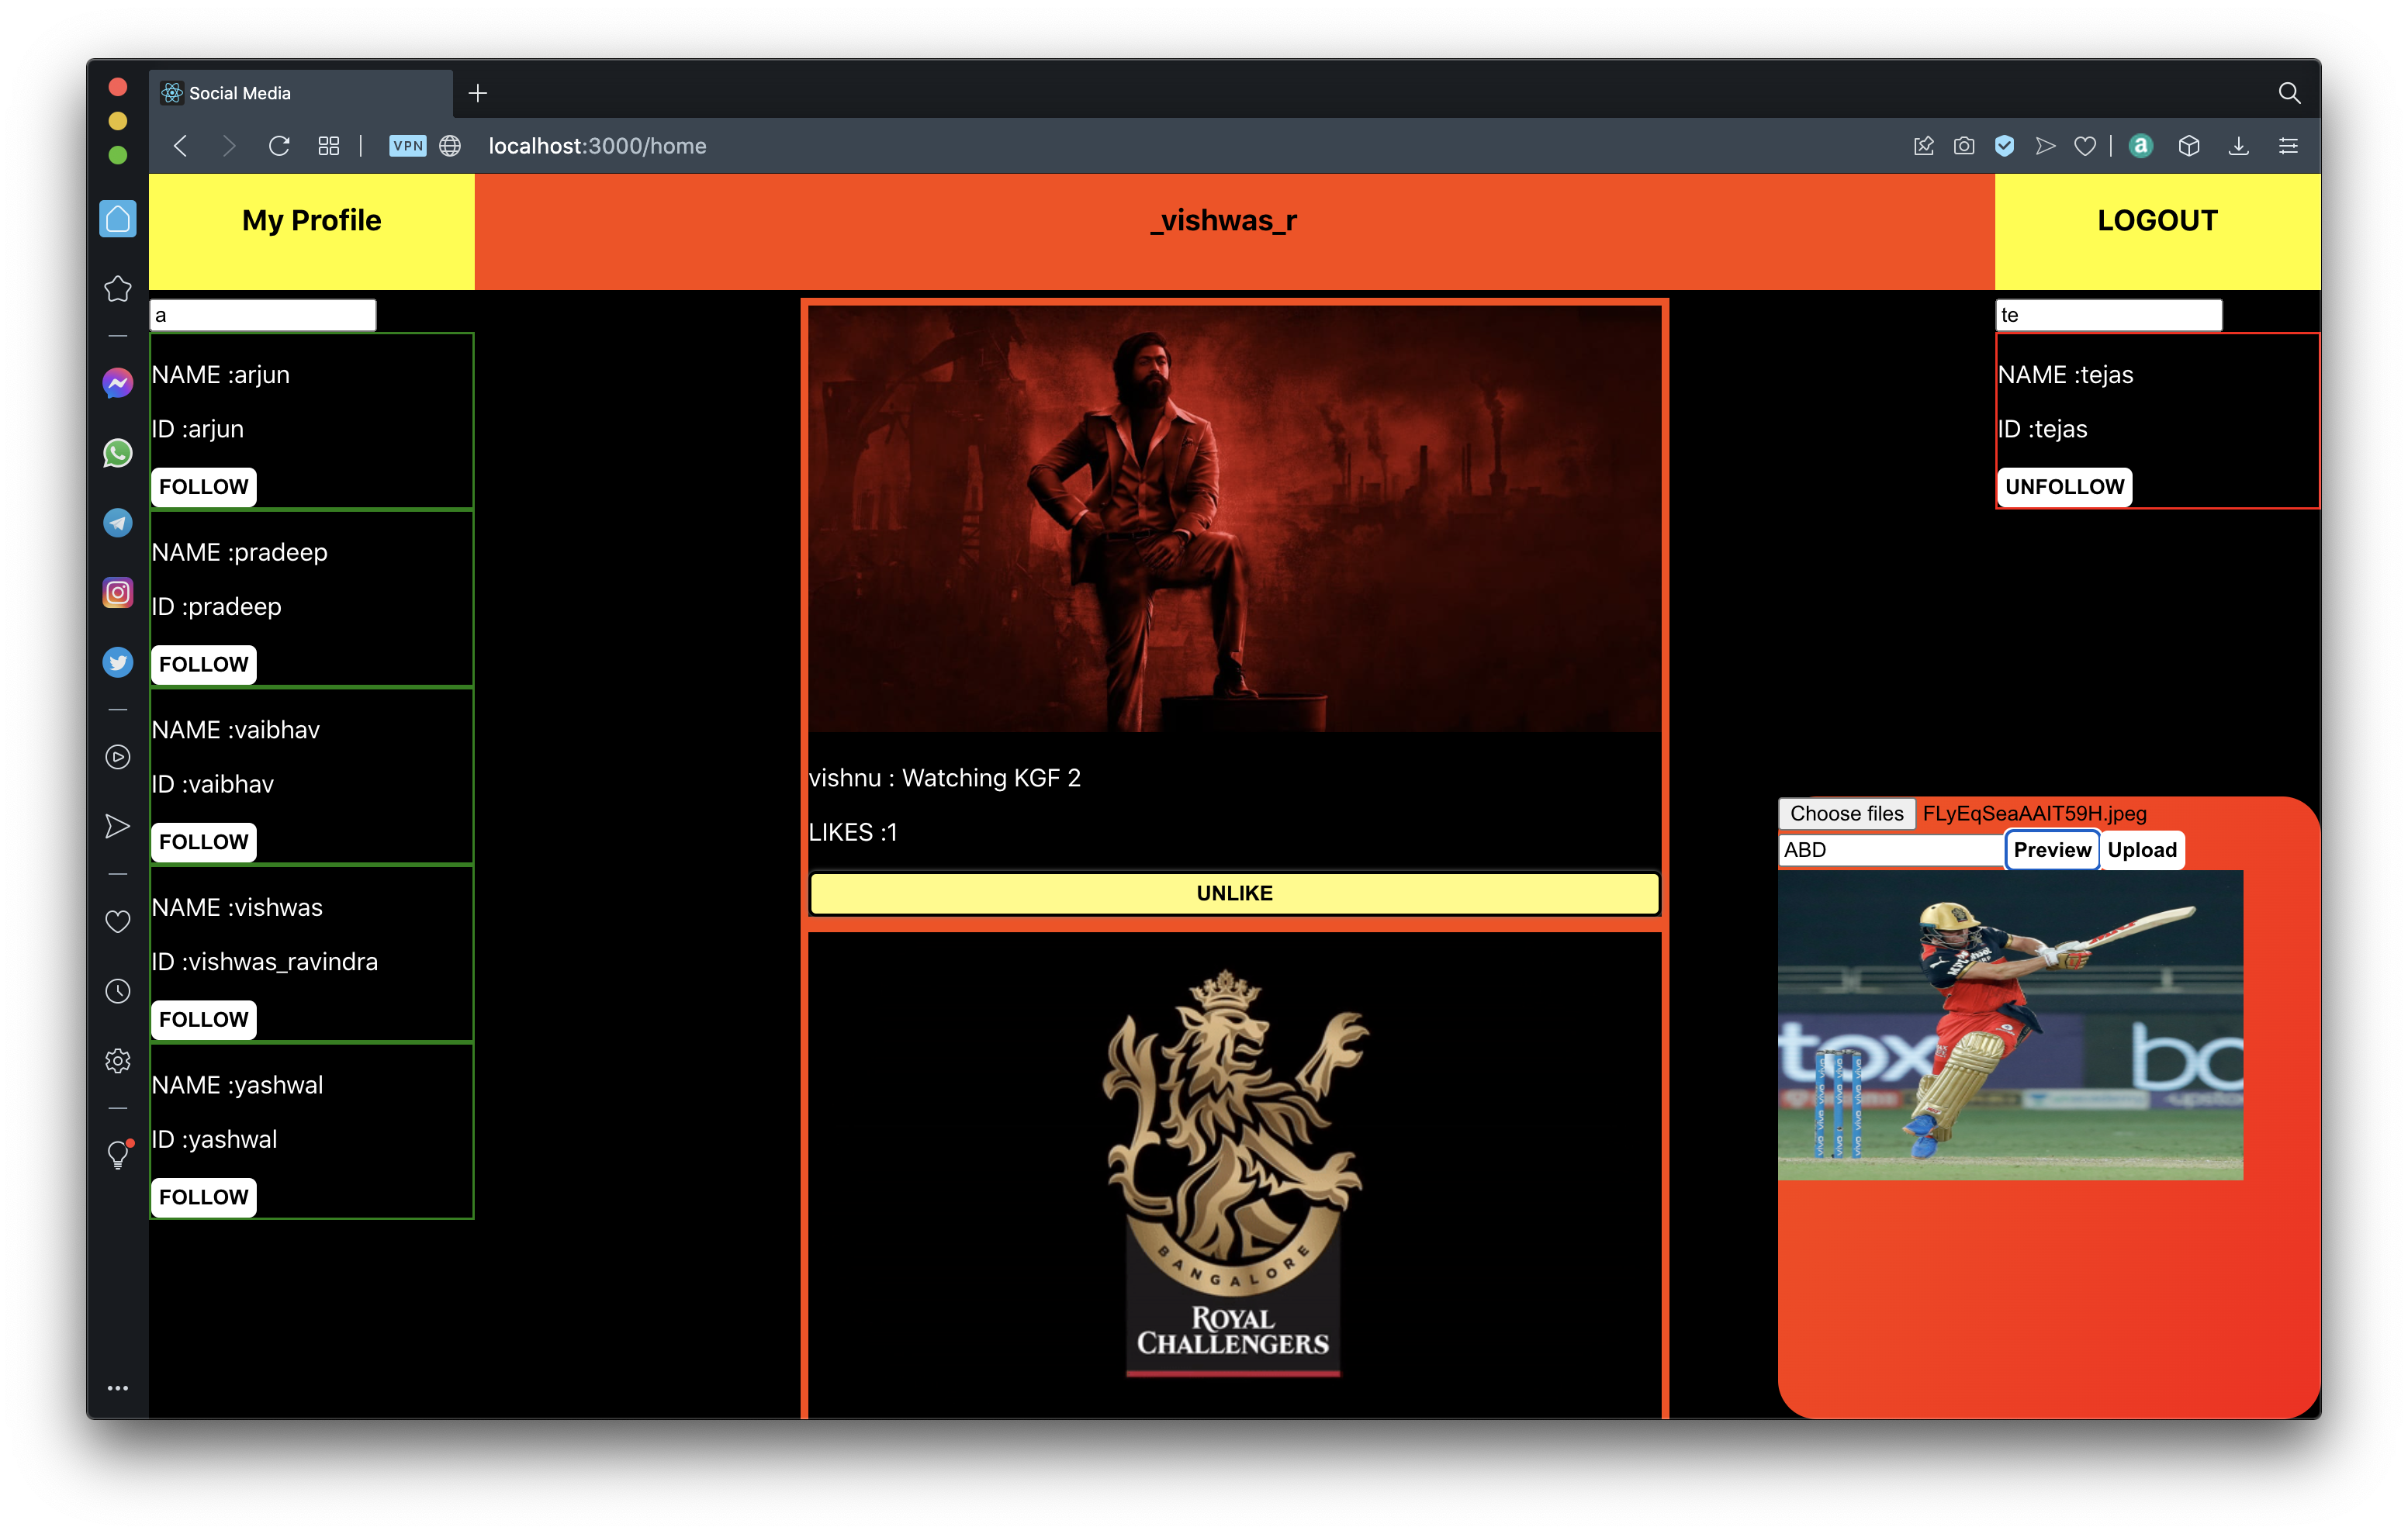 Social Media
VPN
localhost:3000/home
a
My Profile
_vishwas_r
LOGOUT
a
NAME :arjun
ID :arjun
FOLLOW
NAME :pradeep
ID :pradeep
FOLLOW
NAME :vaibhav
ID :vaibhav
FOLLOW
NAME :vishwas
ID :vishwas_ravindra
FOLLOW
NAME :yashwal
ID :yashwal
FOLLOW
vishnu : Watching KGF 2
LIKES :1
UNLIKE
BANGALORE
ROYAL
CHALLENGERS
te
NAME :tejas
ID :tejas
UNFOLLOW
Choose files FLyEqSeaAAIT59H.jpeg
ABD Preview Upload
tox
bo